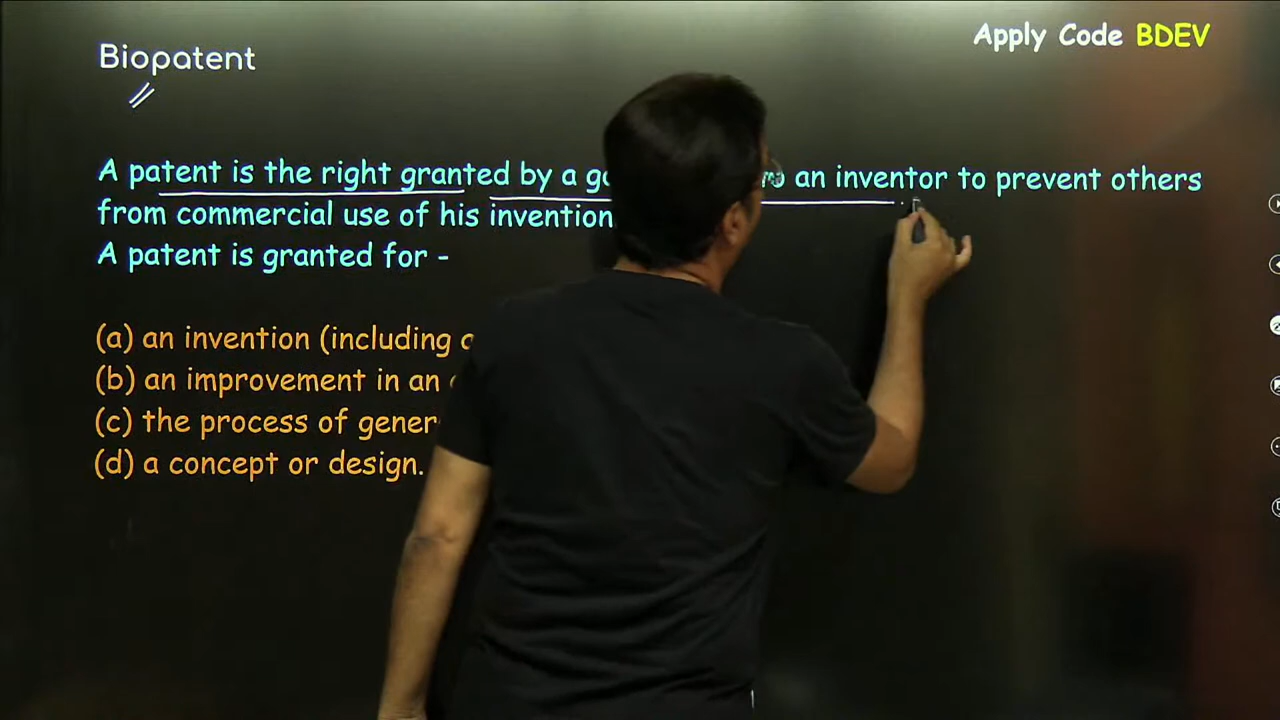 Apply Code BDEV
Biopatent
A patent is the right granted by a an inventor to prevent others
from commercial use of his invention
A patent is granted for -
(a) an invention (including
(b) an improvement in an
(c) the process of
(d) a concept or design.